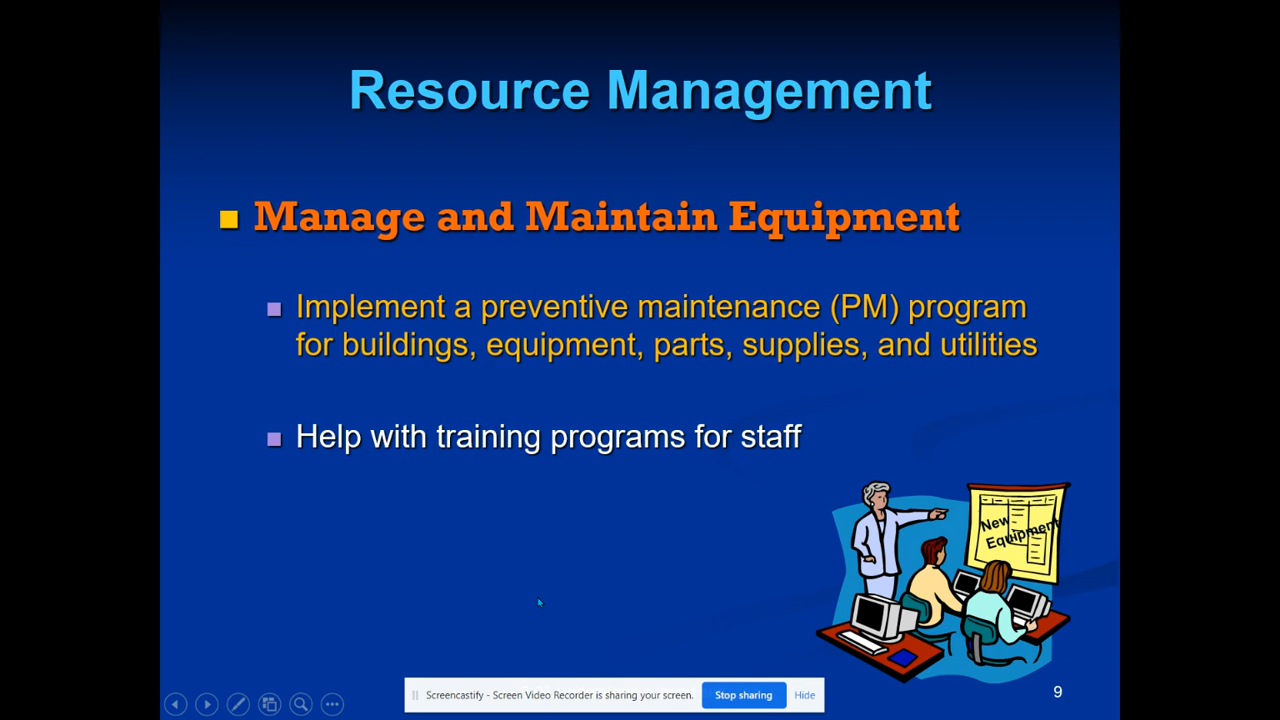 Resource Management
Manage and Maintain Equipment
Implement a preventive maintenance (PM) program
for buildings, equipment, parts, supplies, and utilities
Help with training programs for staff
New
Equipment
Screencastify - Screen Video Recorder is sharing your screen.
Stop sharing
Hide
9